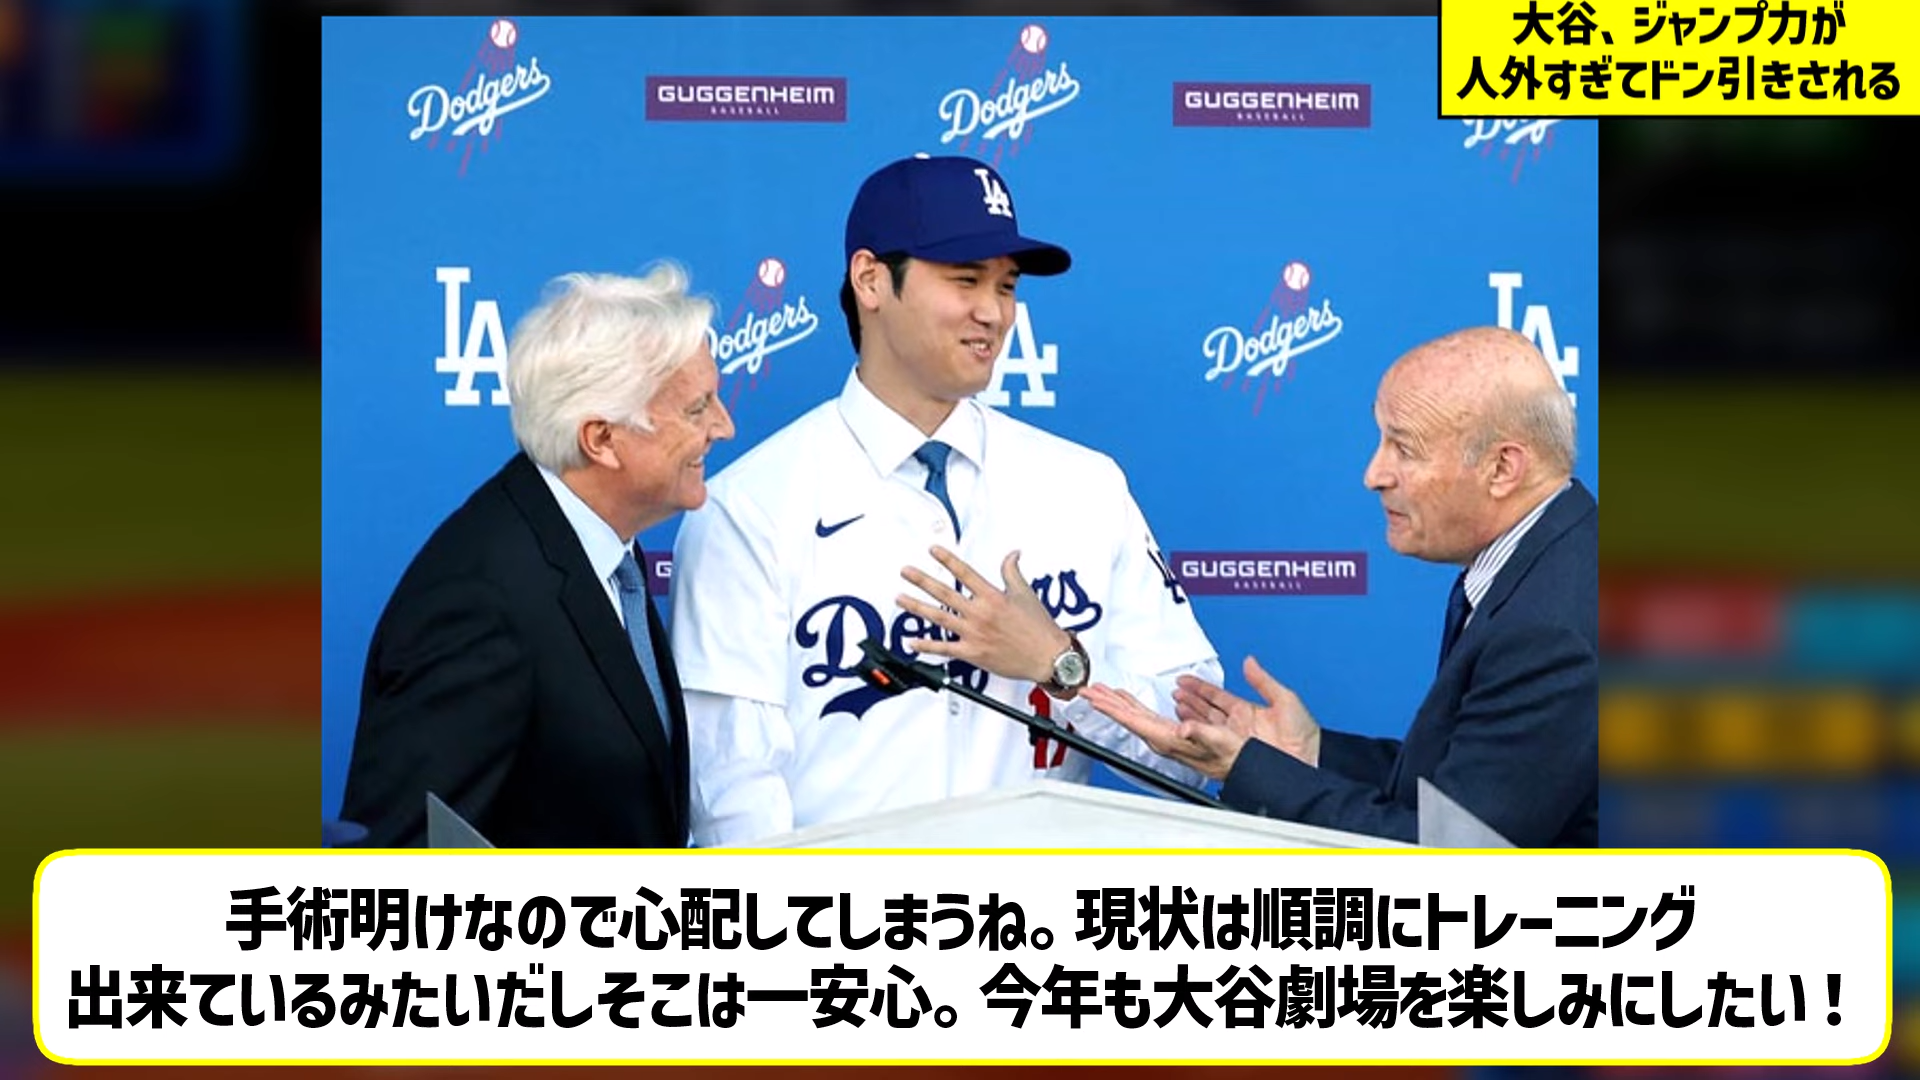 大谷、ジャンプ力が
人外すぎてドン引きされる
Dodgers
GUGGENHEIM
BASEBALL
Dodgers
GUGGENHEIM
BASEBALL
LA
LA
Dodgers
LA
Dodgers
LA
GUGGENHEIM
BASEBALL
手術明けなので心配してしまうね。現状は順調にトレーニング
出来ているみたいだしそこは一安心。今年も大谷劇場を楽しみにしたい！